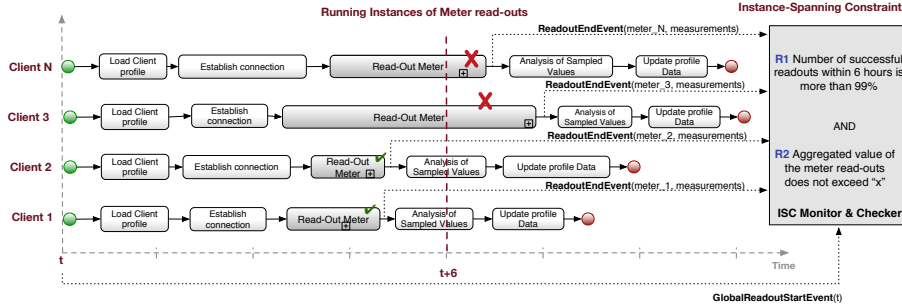 Running Instances of Meter read-outs
Instance-Spanning Constraint
ReadoutEndEvent(meter_N, measurements)
Client N
Load Client
profile
Establish connection
Read-Out Meter
Analysis of Sampled
Values
Update profile
Data
ReadoutEndEvent(meter_3, measurements)
Client 3
Load Client
profile
Establish
connection
Read-Out Meter
Analysis of
Sampled Values
Update profile
Data
ReadoutEndEvent(meter_2, measurements)
Client 2
Load Client
profile
Establish connection
Read-Out
Meter
Analysis of
Sampled Values
Update profile Data
ReadoutEndEvent(meter_1, measurements)
Client 1
Load Client
profile
Establish
connection
Read-Out Meter
Analysis of
Sampled Values
Update profile
Data
R1 Number of successful
readouts within 6 hours is
more than 99%
AND
R2 Aggregated value of
the meter read-outs
does not exceed "x"
ISC Monitor & Checker
t
t+6
Time
GlobalReadoutStartEvent(t)